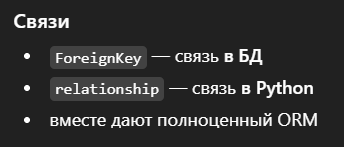 Связи
• ForeignKey — связь в БД
• relationship — связь в Python
• вместе дают полноценный ORM